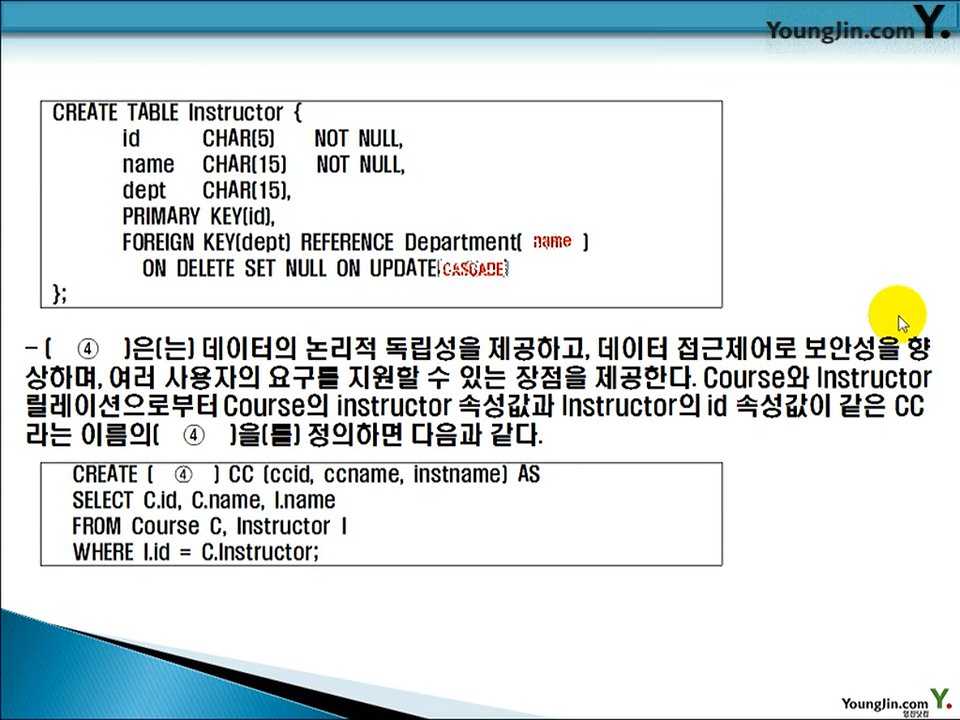 YoungJin.com Y.
CREATE TABLE Instructor {
id CHAR(5) NOT NULL,
name CHAR(15) NOT NULL,
dept CHAR(15),
PRIMARY KEY(id),
FOREIGN KEY(dept) REFERENCE Department( name )
ON DELETE SET NULL ON UPDATE(CASCADE)
};
- ( ④ )은(는) 데이터의 논리적 독립성을 제공하고, 데이터 접근제어로 보안성을 향
상하며, 여러 사용자의 요구를 지원할 수 있는 장점을 제공한다. Course와 Instructor
릴레이션으로부터 Course의 instructor 속성값과 Instructor의 id 속성값이 같은 CC
라는 이름의( ④ )을(를) 정의하면 다음과 같다.
CREATE ( ④ ) CC (ccid, ccname, instname) AS
SELECT C.id, C.name, I.name
FROM Course C, Instructor I
WHERE I.id = C.Instructor;
YoungJin.com Y.
영진닷컴